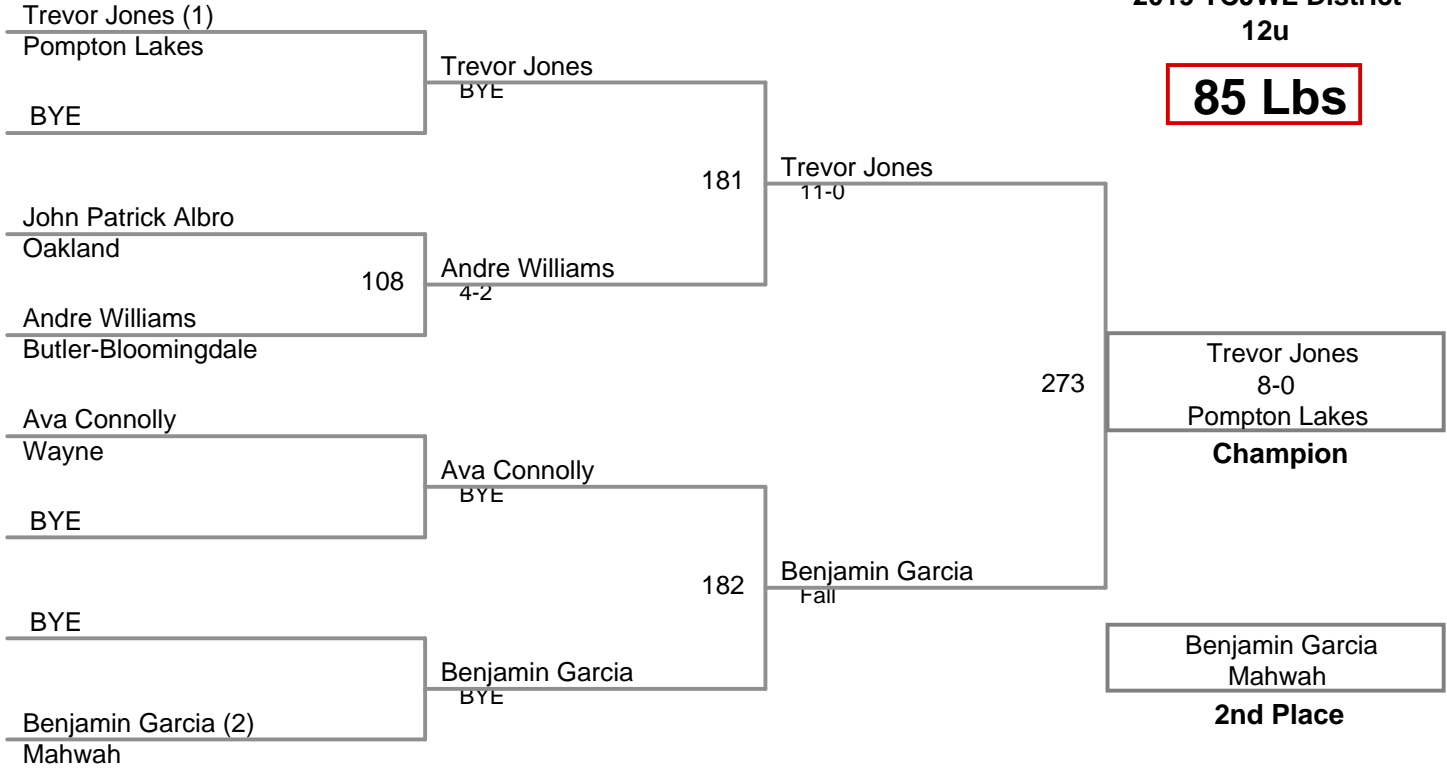 2019 District
12u
85 Lbs
Trevor Jones (1)
Pompton Lakes
BYE
John Patrick Albro
Oakland
108
Andre Williams
Butler-Bloomingdale
Ava Connolly
Wayne
BYE
BYE
Benjamin Garcia (2)
Mahwah
Trevor Jones
BYE
181
Andre Williams
4-2
Ava Connolly
BYE
182
Benjamin Garcia
BYE
Trevor Jones
11-0
273
Benjamin Garcia
Fall
Trevor Jones
8-0
Pompton Lakes
Champion
Benjamin Garcia
Mahwah
2nd Place